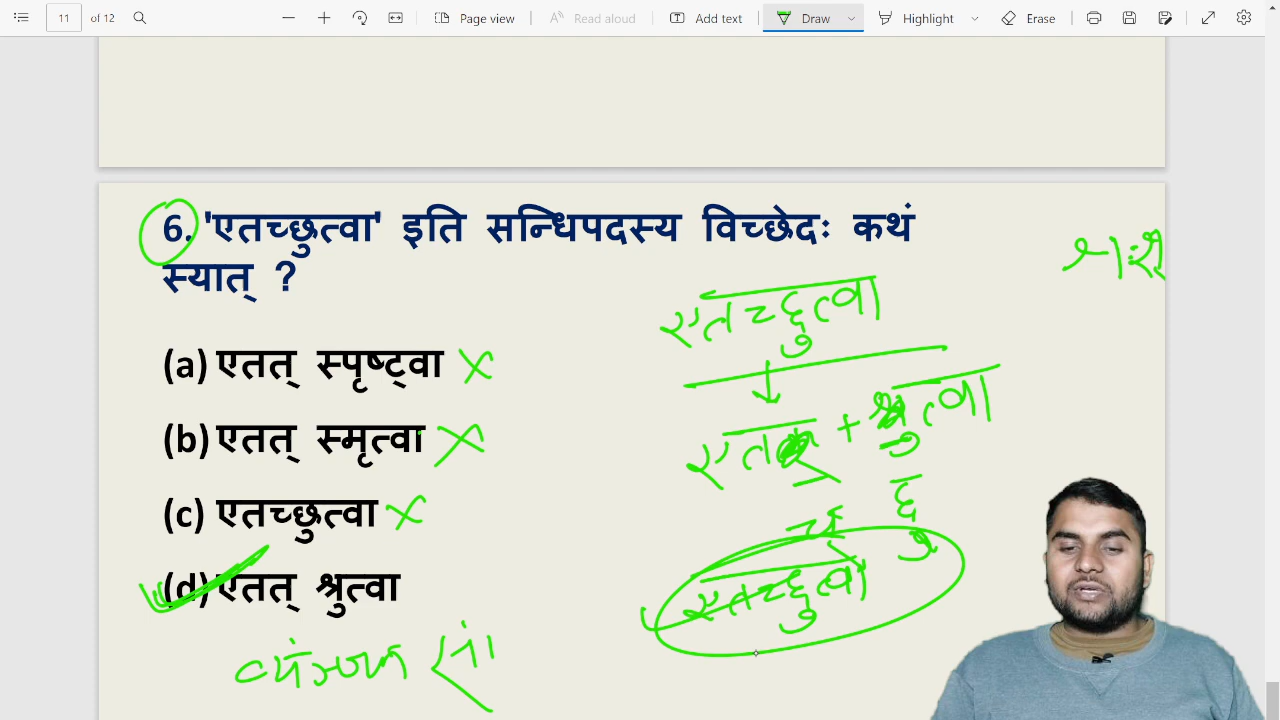 11 of 12 Page view Read aloud Add text Draw Highlight Erase
6. 'एतच्छुत्वा' इति सन्धिपदस्य विच्छेदः कथं
स्यात् ?
(a) एतत् स्पृष्ट्वा
(b) एतत् स्मृत्वा
(c) एतच्छुत्वा
(d) एतत् श्रुत्वा
एतच्छुत्वा
एतत् + श्रुत्वा
च् छु
एतच्छुत्वा
व्यंजन सं